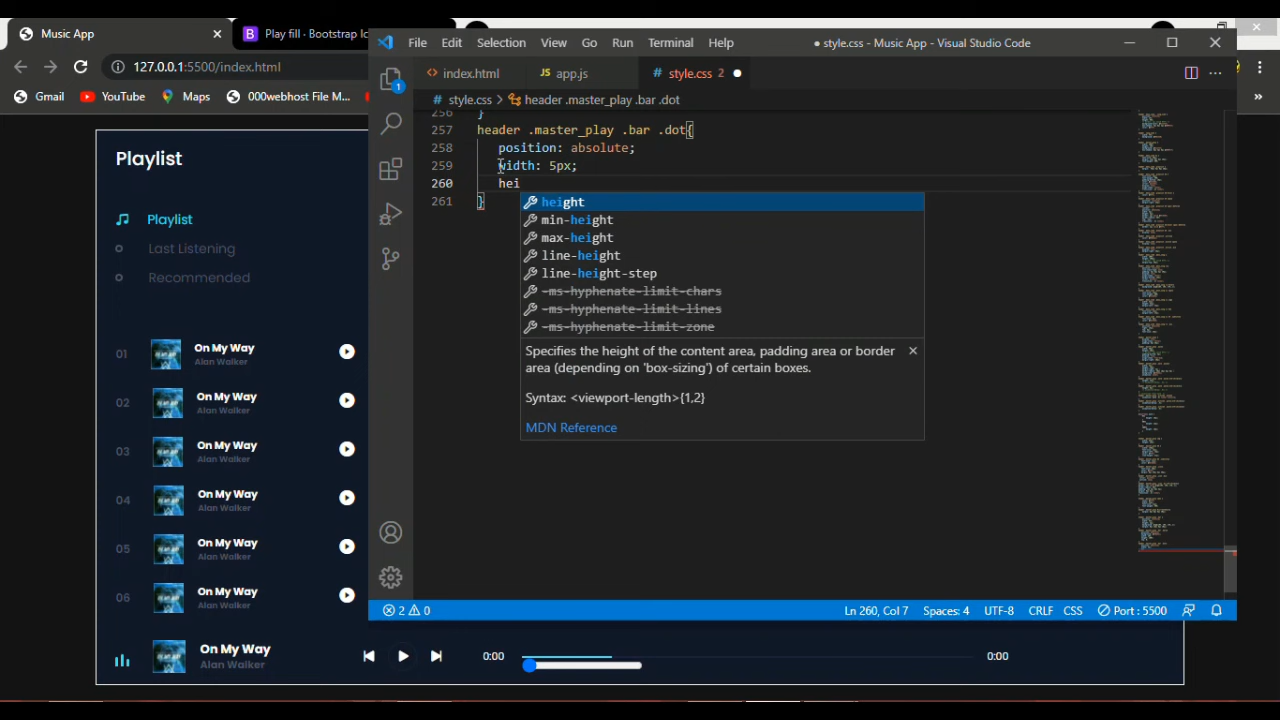 Music App
Play fill · Bootstrap Ic
File Edit Selection View Go Run Terminal Help
● style.css - Music App - Visual Studio Code
127.0.0.1:5500/index.html
index.html
JS app.js
# style.css 2
Gmail YouTube Maps 000webhost File M...
# style.css > header .master_play .bar .dot
1
256 }
257 header .master_play .bar .dot{
258 position: absolute;
259 width: 5px;
260 hei
261 }
height
min-height
max-height
line-height
line-height-step
-ms-hyphenate-limit-chars
-ms-hyphenate-limit-lines
-ms-hyphenate-limit-zone
Specifies the height of the content area, padding area or border
area (depending on 'box-sizing') of certain boxes.
Syntax: <viewport-length>{1,2}
MDN Reference
Playlist
Playlist
Last Listening
Recommended
01 On My Way
Alan Walker
02 On My Way
Alan Walker
03 On My Way
Alan Walker
04 On My Way
Alan Walker
05 On My Way
Alan Walker
06 On My Way
Alan Walker
2 0 Ln 260, Col 7 Spaces: 4 UTF-8 CRLF CSS Port : 5500
On My Way
Alan Walker
0:00 0:00